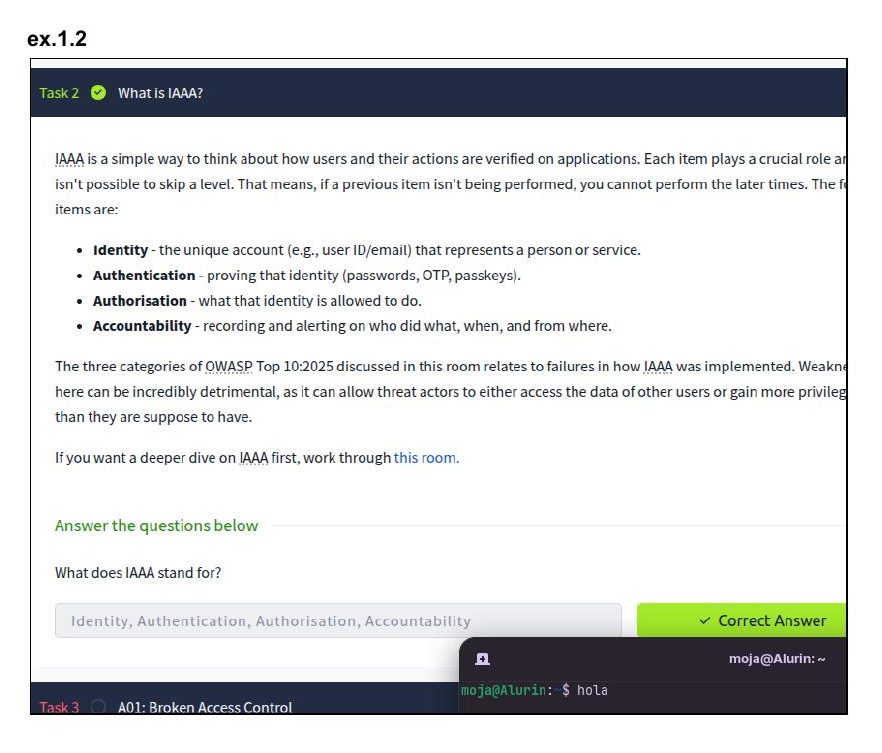 ex.1.2
Task 2 What is IAAA?
IAAA is a simple way to think about how users and their actions are verified on applications. Each item plays a crucial role
isn't possible to skip a level. That means, if a previous item isn't being performed, you cannot perform the later times. The
items are:
• Identity - the unique account (e.g., user ID/email) that represents a person or service.
• Authentication - proving that identity (passwords, OTP, passkeys).
• Authorisation - what that identity is allowed to do.
• Accountability - recording and alerting on who did what, when, and from where.
The three categories of OWASP Top 10:2025 discussed in this room relates to failures in how IAAA was implemented.
here can be incredibly detrimental, as it can allow threat actors to either access the data of other users or gain more
than they are suppose to have.
If you want a deeper dive on IAAA first, work through this room.
Answer the questions below
What does IAAA stand for?
Identity, Authentication, Authorisation, Accountability
Correct Answer
moja@Alurin: ~
moja@Alurin:~$ hola
Task 3 A01: Broken Access Control